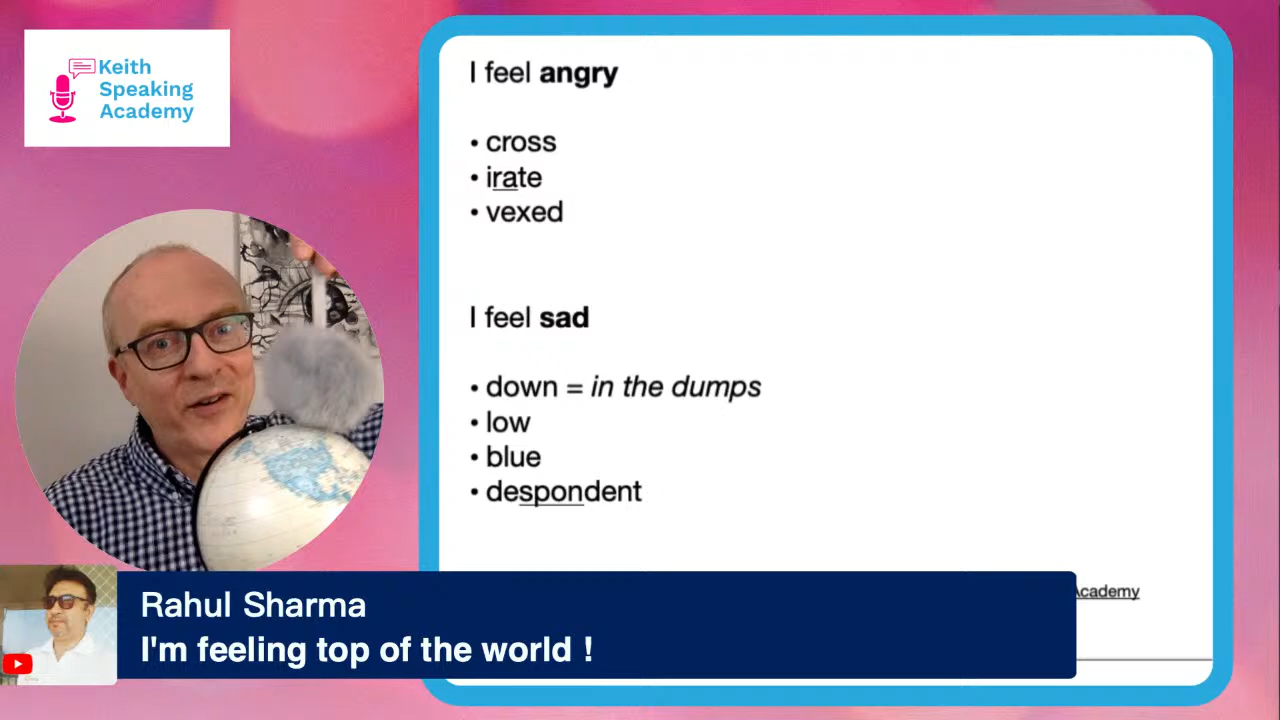 Keith
Speaking
Academy
I feel angry
• cross
• irate
• vexed
I feel sad
• down = in the dumps
• low
• blue
• despondent
Academy
Rahul Sharma
I'm feeling top of the world !